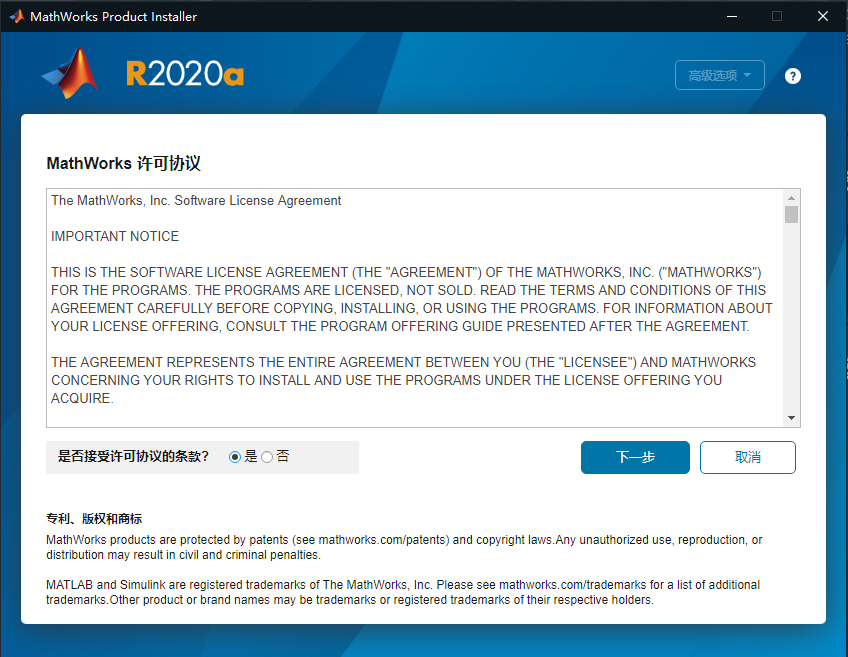 MathWorks Product Installer
R2020a
高级选项
?
MathWorks 许可协议
The MathWorks, Inc. Software License Agreement
IMPORTANT NOTICE
THIS IS THE SOFTWARE LICENSE AGREEMENT (THE "AGREEMENT") OF THE MATHWORKS, INC. ("MATHWORKS")
FOR THE PROGRAMS. THE PROGRAMS ARE LICENSED, NOT SOLD. READ THE TERMS AND CONDITIONS OF THIS
AGREEMENT CAREFULLY BEFORE COPYING, INSTALLING, OR USING THE PROGRAMS. FOR INFORMATION ABOUT
YOUR LICENSE OFFERING, CONSULT THE PROGRAM OFFERING GUIDE PRESENTED AFTER THE AGREEMENT.
THE AGREEMENT REPRESENTS THE ENTIRE AGREEMENT BETWEEN YOU (THE "LICENSEE") AND MATHWORKS
CONCERNING YOUR RIGHTS TO INSTALL AND USE THE PROGRAMS UNDER THE LICENSE OFFERING YOU
ACQUIRE.
是否接受许可协议的条款? 是 否
下一步
取消
专利、版权和商标
MathWorks products are protected by patents (see mathworks.com/patents) and copyright laws.Any unauthorized use, reproduction, or
distribution may result in civil and criminal penalties.
MATLAB and Simulink are registered trademarks of The MathWorks, Inc. Please see mathworks.com/trademarks for a list of additional
trademarks.Other product or brand names may be trademarks or registered trademarks of their respective holders.